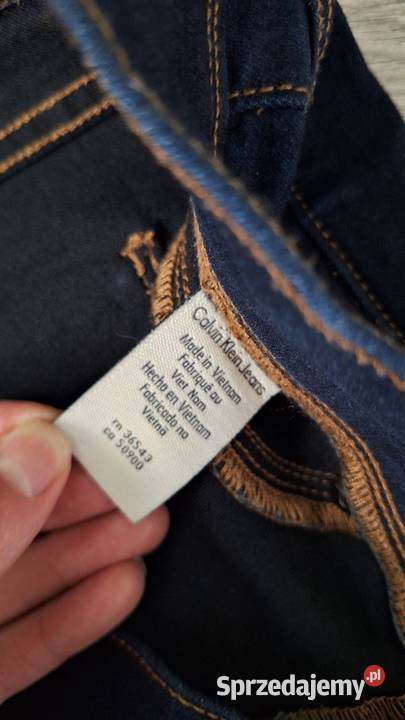 Calvin Klein Jeans
Made in Vietnam
Fabriqué au
Viet Nam
Hecho en Vietnam
Fabricado no
Vietnã
rn 36543
ca 50900
Sprzedajemy.pl